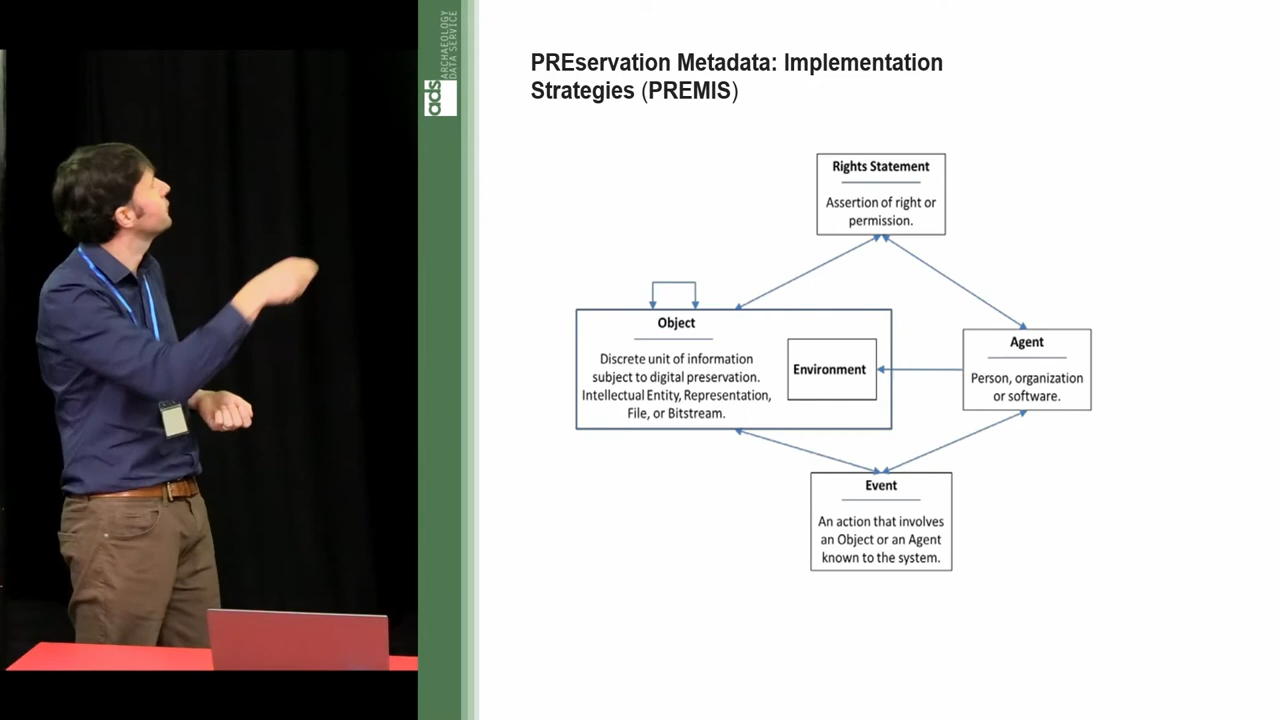 ARCHAEOLOGY
DATA SERVICE
ads
PREservation Metadata: Implementation
Strategies (PREMIS)
Rights Statement
Assertion of right or
permission.
Object
Discrete unit of information
subject to digital preservation.
Intellectual Entity, Representation,
File, or Bitstream.
Environment
Agent
Person, organization
or software.
Event
An action that involves
an Object or an Agent
known to the system.